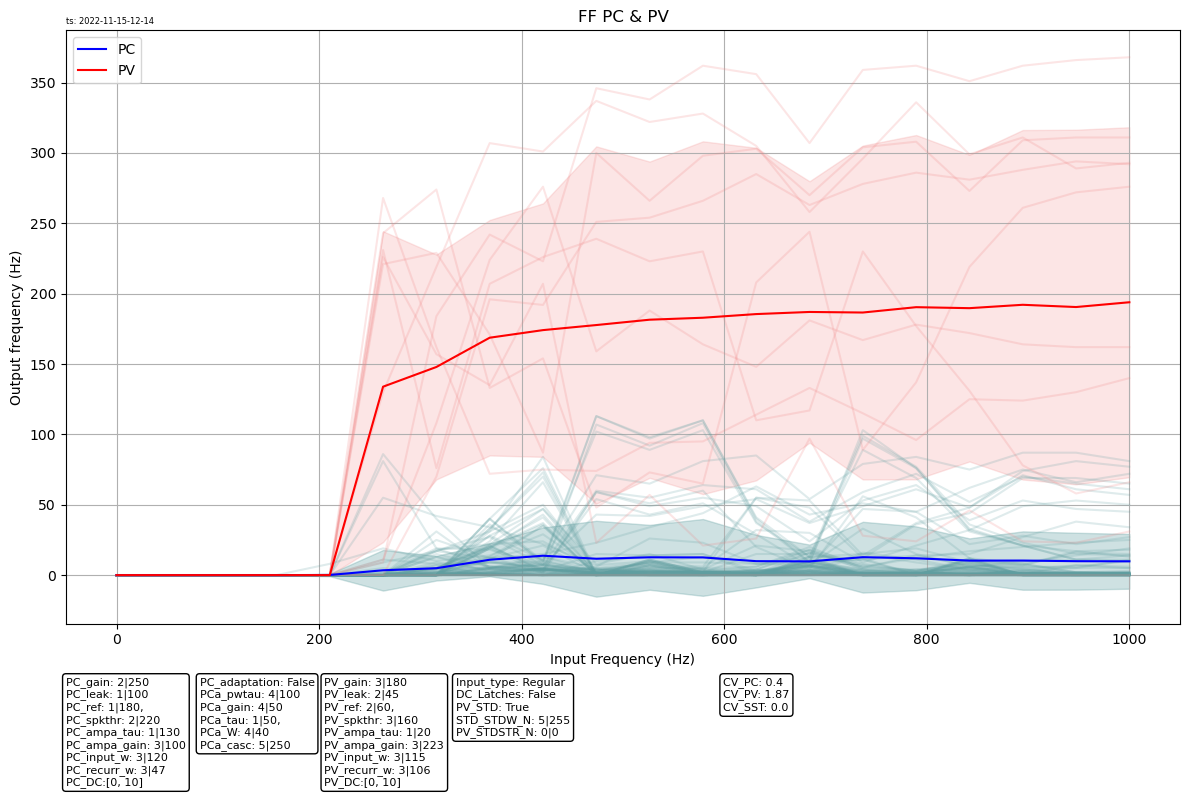 ts: 2022-11-15-12-14
FF PC & PV
PC
PV
Output frequency (Hz)
350
300
250
200
150
100
50
0
0 200 400 600 800 1000
Input Frequency (Hz)
PC_gain: 2|250
PC_leak: 1|100
PC_ref: 1|180,
PC_spkthr: 2|220
PC_ampa_tau: 1|130
PC_ampa_gain: 3|100
PC_input_w: 3|120
PC_recurr_w: 3|47
PC_DC:[0, 10]
PC_adaptation: False
PCa_pwtau: 4|100
PCa_gain: 4|50
PCa_tau: 1|50,
PCa_W: 4|40
PCa_casc: 5|250
PV_gain: 3|180
PV_leak: 2|45
PV_ref: 2|60,
PV_spkthr: 3|160
PV_ampa_tau: 1|20
PV_ampa_gain: 3|223
PV_input_w: 3|115
PV_recurr_w: 3|106
PV_DC:[0, 10]
Input_type: Regular
DC_Latches: False
PV_STD: True
STD_STDW_N: 5|255
PV_STDSTR_N: 0|0
CV_PC: 0.4
CV_PV: 1.87
CV_SST: 0.0